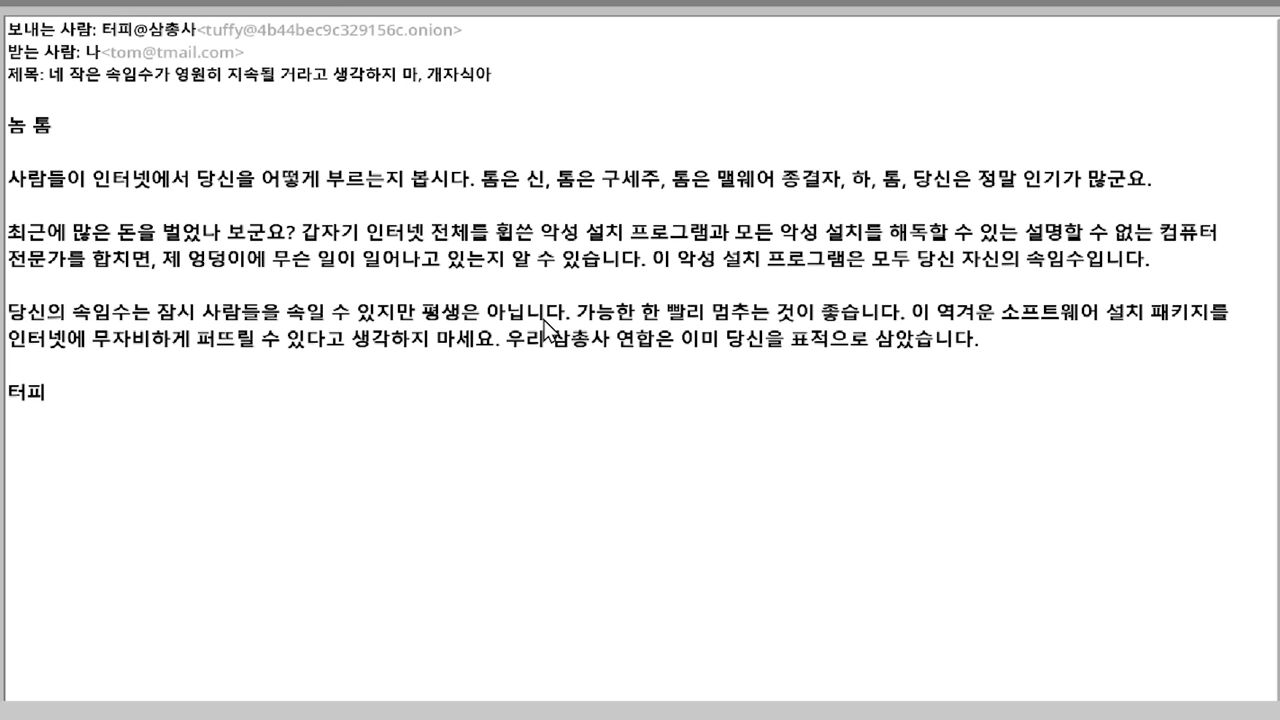 보내는 사람: 터피@삼총사<tuffy@4b44bec9c329156c.onion>
받는 사람: 나<tom@tmail.com>
제목: 네 작은 속임수가 영원히 지속될 거라고 생각하지 마, 개자식아
놈 톰
사람들이 인터넷에서 당신을 어떻게 부르는지 봅시다. 톰은 신, 톰은 구세주, 톰은 맬웨어 종결자, 하, 톰, 당신은 정말 인기가 많군요.
최근에 많은 돈을 벌었나 보군요? 갑자기 인터넷 전체를 휩쓴 악성 설치 프로그램과 모든 악성 설치를 해독할 수 있는 설명할 수 없는 컴퓨터
전문가를 합치면, 제 엉덩이에 무슨 일이 일어나고 있는지 알 수 있습니다. 이 악성 설치 프로그램은 모두 당신 자신의 속임수입니다.
당신의 속임수는 잠시 사람들을 속일 수 있지만 평생은 아닙니다. 가능한 한 빨리 멈추는 것이 좋습니다. 이 역겨운 소프트웨어 설치 패키지를
인터넷에 무자비하게 퍼뜨릴 수 있다고 생각하지 마세요. 우리 삼총사 연합은 이미 당신을 표적으로 삼았습니다.
터피